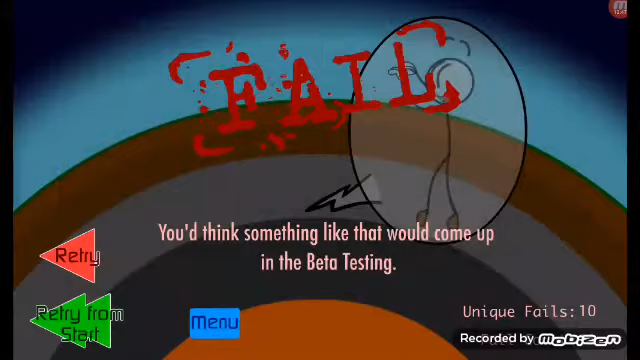 FAIL
You'd think something like that would come up
in the Beta Testing.
Retry
Retry from
Start
Menu
Unique Fails:10
Recorded by mobizen